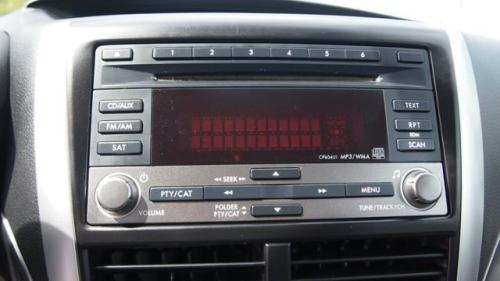 1 2 3 4 5 6
CD/AUX TEXT
FM/AM RPT
RDM
SAT SCAN
MP3/WMA
SEEK
PTY/CAT MENU
VOLUME FOLDER TUNE/TRACK/CH
PTY/CAT